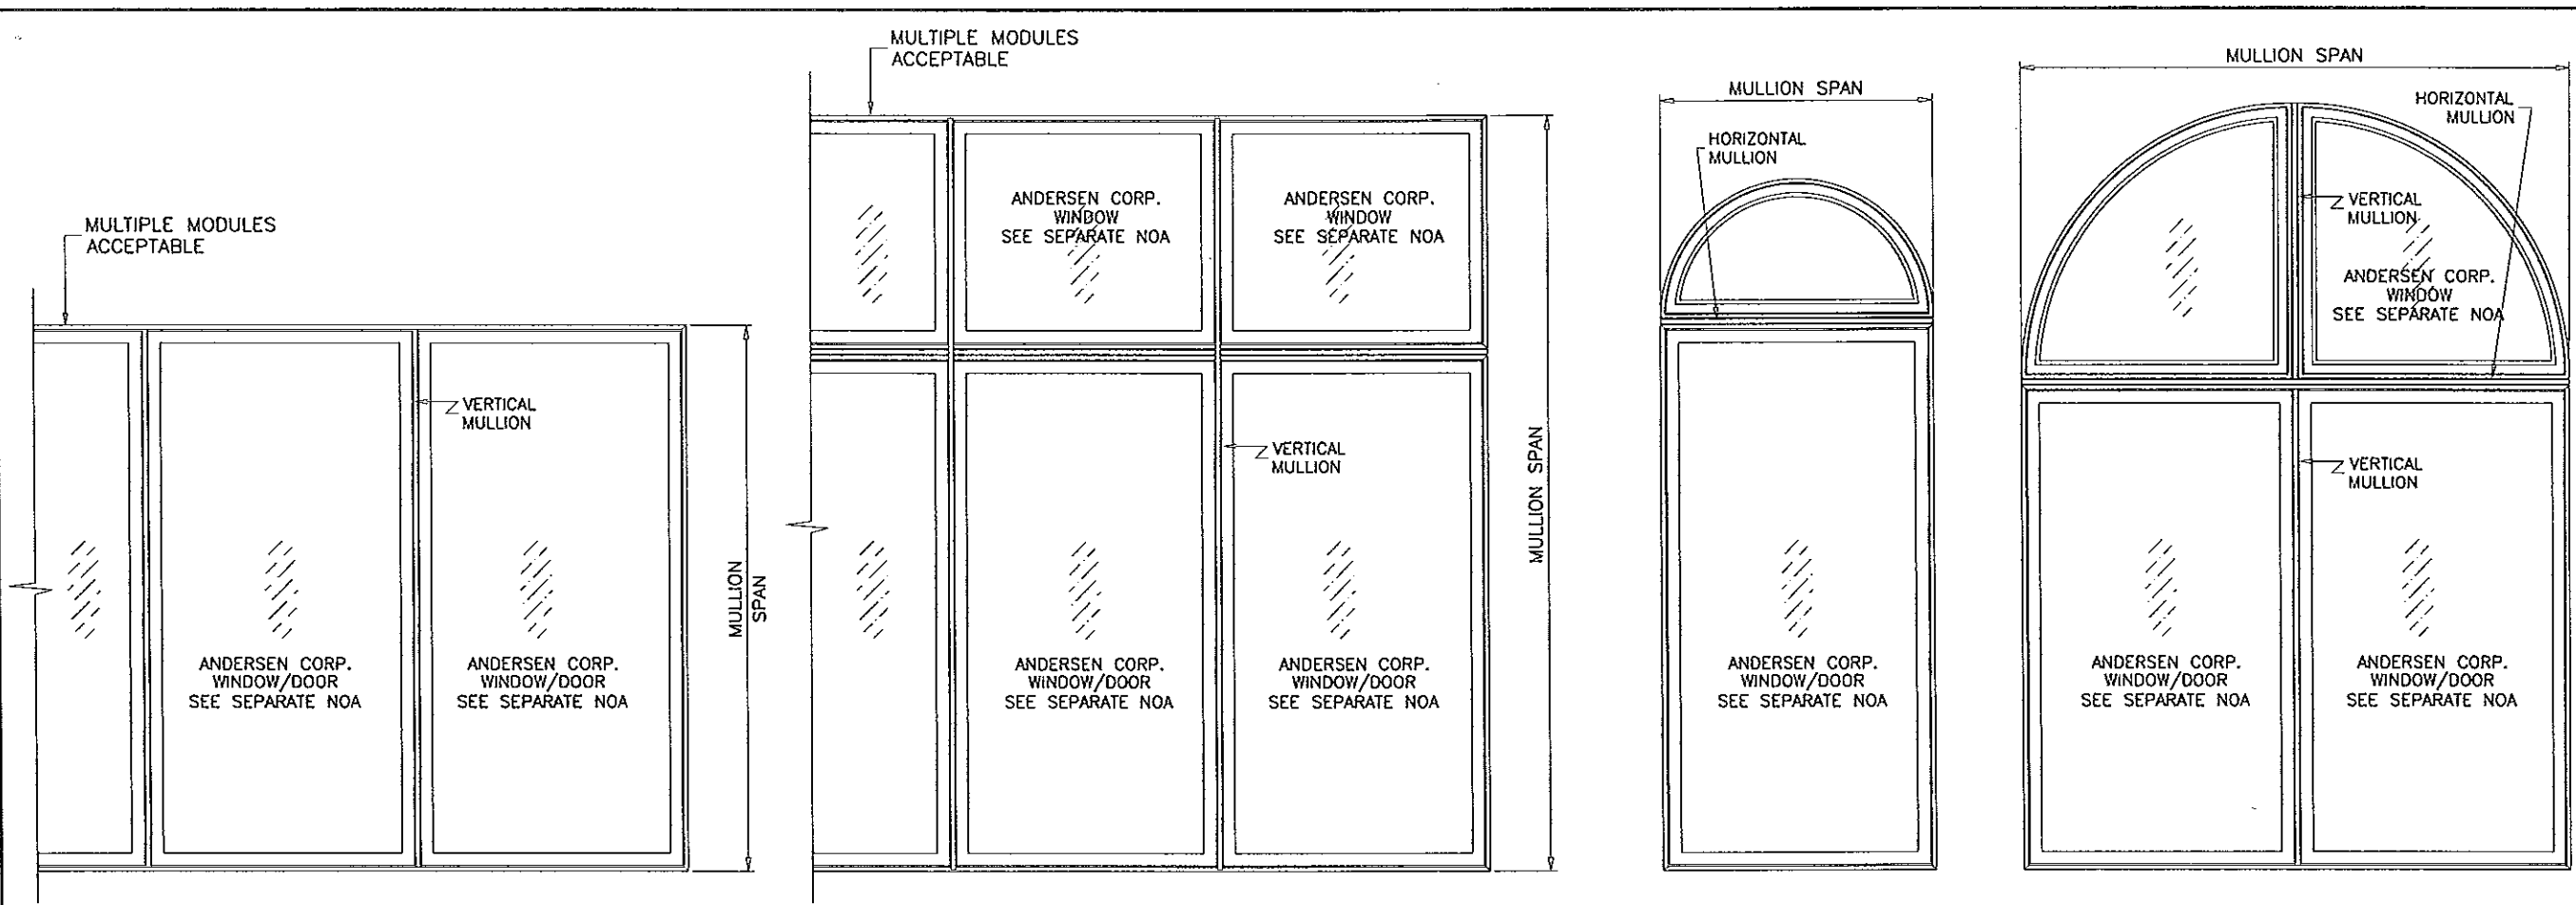 MULTIPLE MODULES
ACCEPTABLE
VERTICAL
MULLION
ANDERSEN CORP.
WINDOW/DOOR
SEE SEPARATE NOA
ANDERSEN CORP.
WINDOW/DOOR
SEE SEPARATE NOA
MULLION
SPAN
MULTIPLE MODULES
ACCEPTABLE
ANDERSEN CORP.
WINDOW
SEE SEPARATE NOA
ANDERSEN CORP.
WINDOW
SEE SEPARATE NOA
VERTICAL
MULLION
ANDERSEN CORP.
WINDOW/DOOR
SEE SEPARATE NOA
ANDERSEN CORP.
WINDOW/DOOR
SEE SEPARATE NOA
MULLION SPAN
MULLION SPAN
HORIZONTAL
MULLION
ANDERSEN CORP.
WINDOW/DOOR
SEE SEPARATE NOA
MULLION SPAN
HORIZONTAL
MULLION
VERTICAL
MULLION
ANDERSEN CORP.
WINDOW
SEE SEPARATE NOA
VERTICAL
MULLION
ANDERSEN CORP.
WINDOW/DOOR
SEE SEPARATE NOA
ANDERSEN CORP.
WINDOW/DOOR
SEE SEPARATE NOA